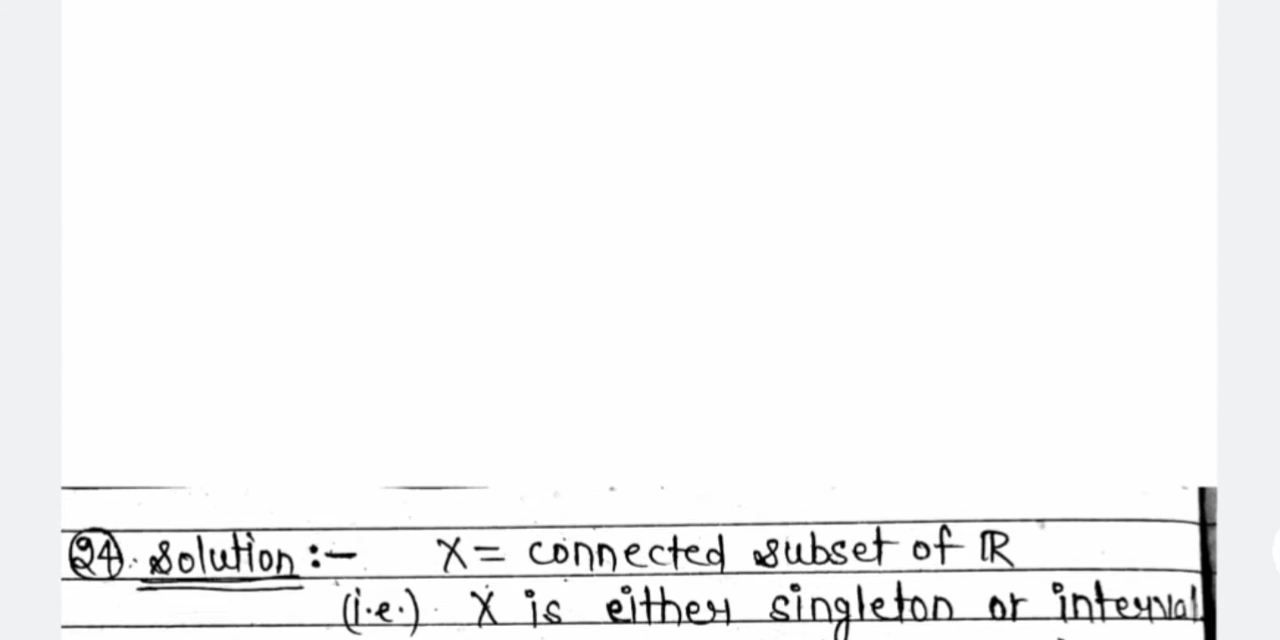 24. Solution :- X = connected subset of ℝ
(i.e.) X is either singleton or interval